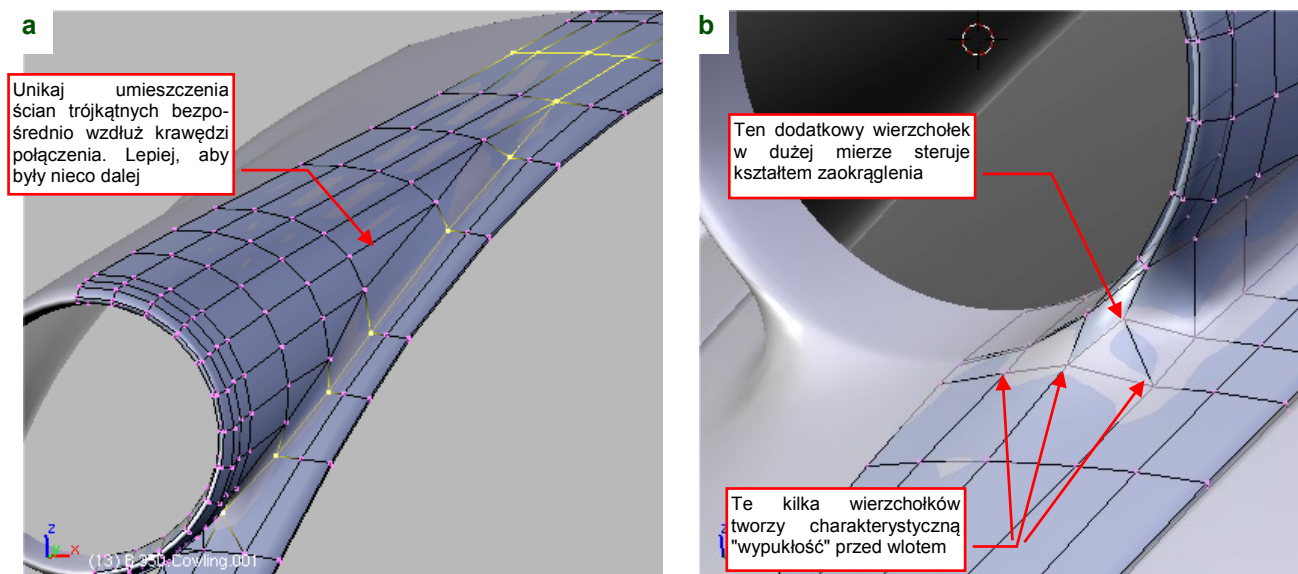 a
Unikaj umieszczenia
ścian trójkątnych bezpo-
średnio wzdłuż krawędzi
połączenia. Lepiej, aby
były nieco dalej
z
y x
(13) B.350.Cowling.001
b
Ten dodatkowy wierzchołek
w dużej mierze steruje
kształtem zaokrąglenia
Te kilka wierzchołków
tworzy charakterystyczną
"wypukłość" przed wlotem
z
x